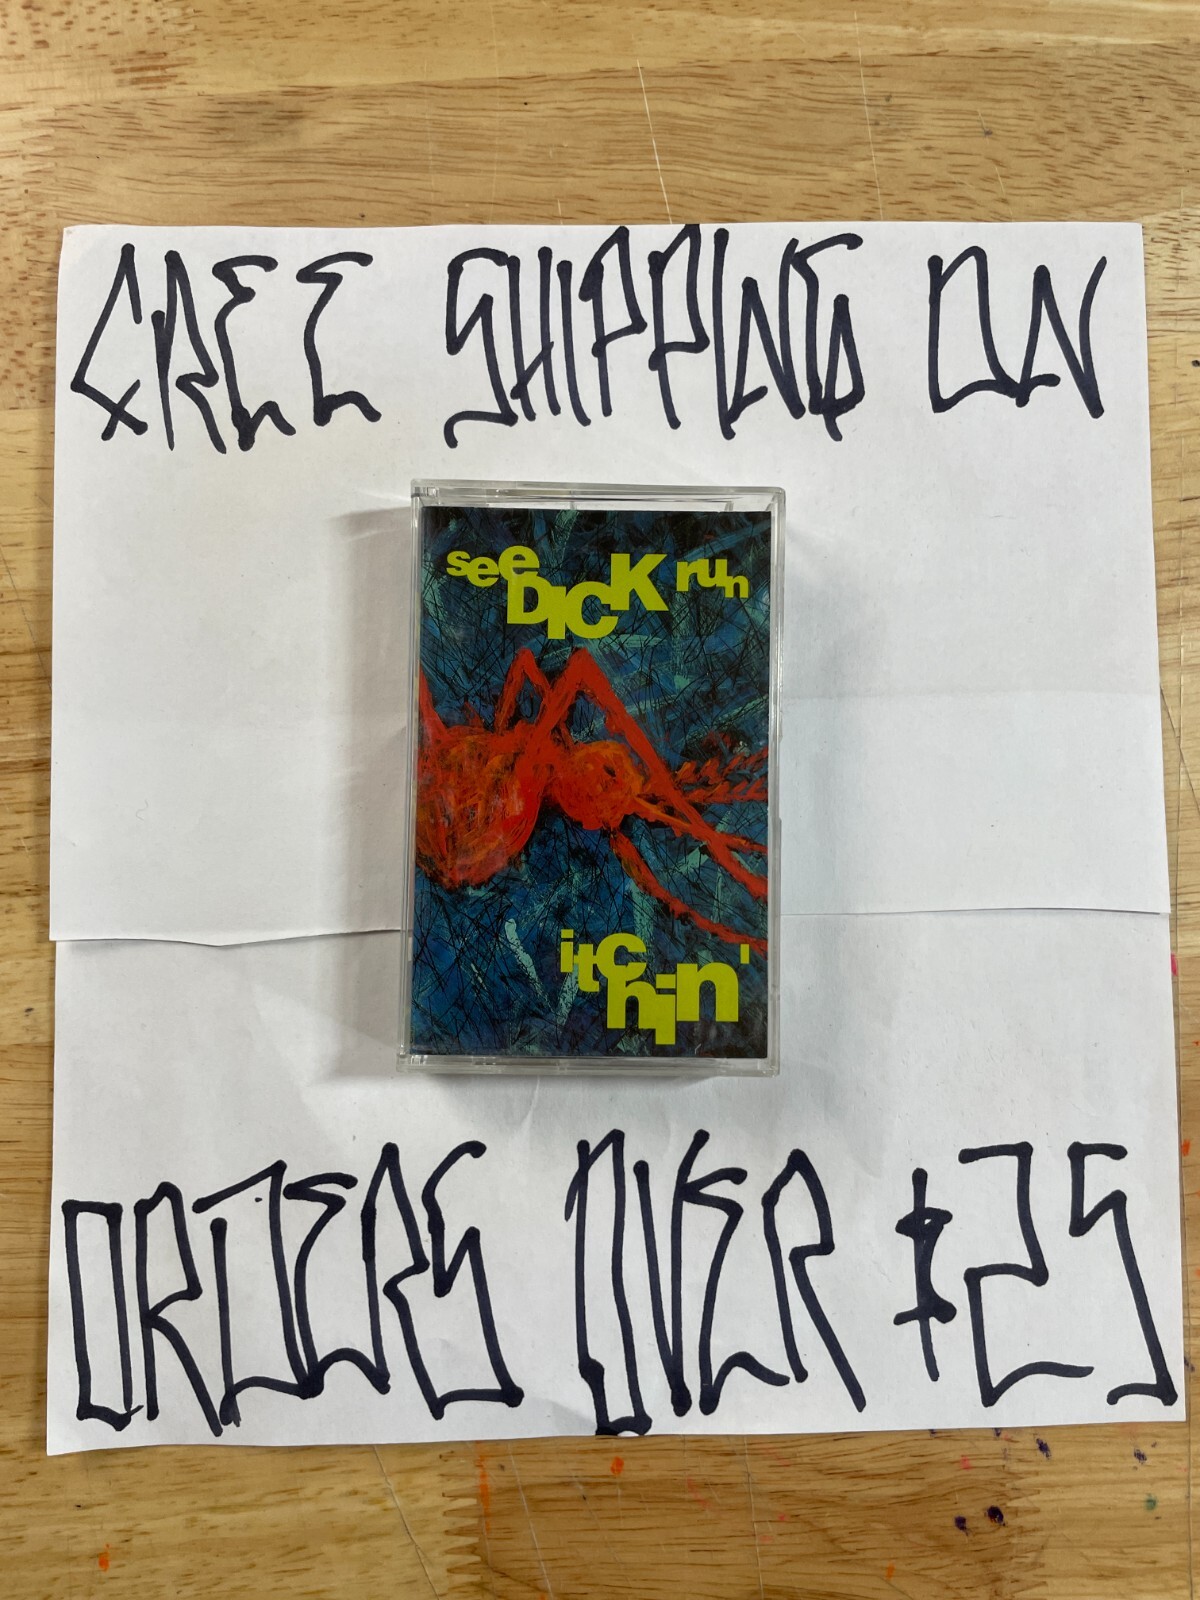 FREE SHIPPING ON
see DICK run
itchin'
ORDERS OVER $25